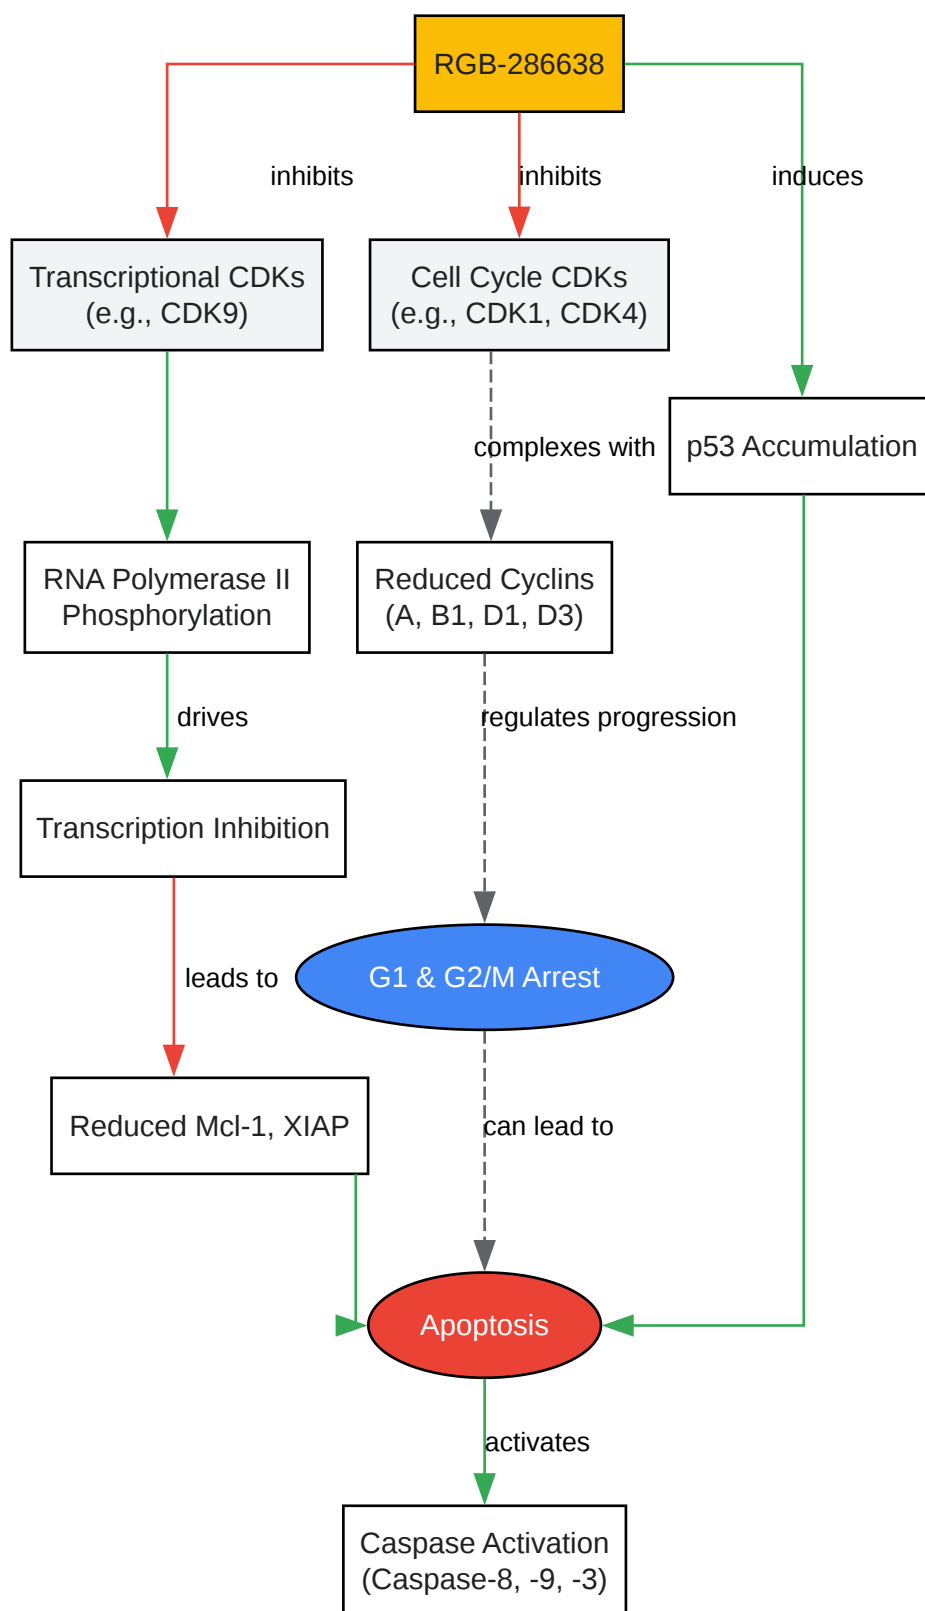 RGB-286638
inhibits
inhibits
induces
Transcriptional CDKs
(e.g., CDK9)
Cell Cycle CDKs
(e.g., CDK1, CDK4)
complexes with
p53 Accumulation
RNA Polymerase II
Phosphorylation
Reduced Cyclins
(A, B1, D1, D3)
drives
regulates progression
Transcription Inhibition
leads to
G1 & G2/M Arrest
Reduced Mcl-1, XIAP
can lead to
Apoptosis
activates
Caspase Activation
(Caspase-8, -9, -3)